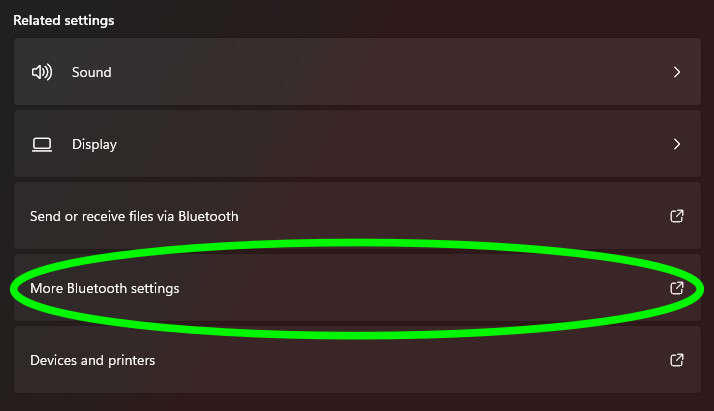 Related settings
Sound
Display
Send or receive files via Bluetooth
More Bluetooth settings
Devices and printers